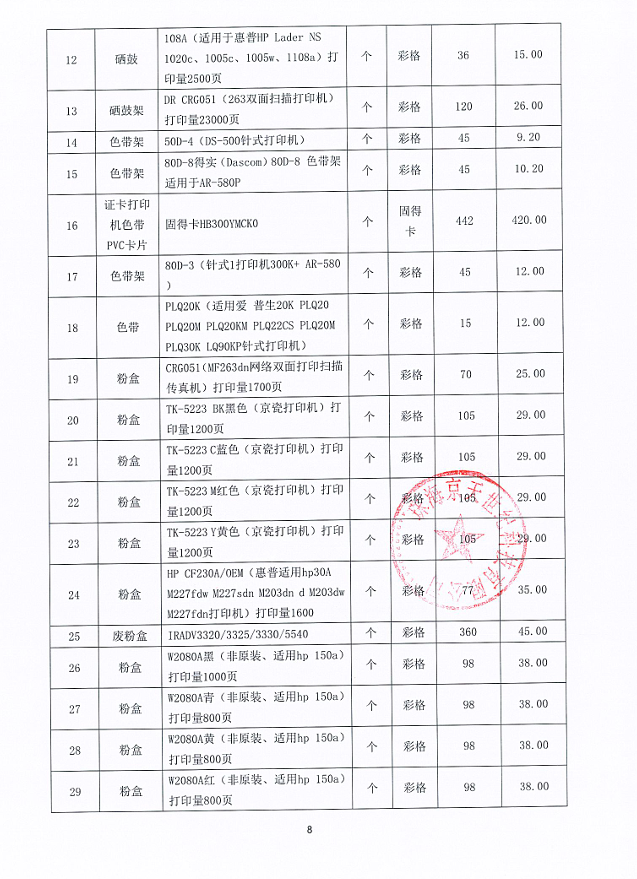 12 硒鼓 108A（适用于惠普HP Lader NS 个 彩格 36 15.00
1020c、1005c、1005w、1108a）打
印量2500页
13 硒鼓架 DR CRG051（263双面扫描打印机） 个 彩格 120 26.00
打印量23000页
14 色带架 50D-4（DS-500针式打印机） 个 彩格 45 9.20
15 色带架 80D-8得实(Dascom)80D-8 色带架 个 彩格 45 10.20
适用于AR-580P
16 证卡打印 固得卡HB300YMCK0 个 固得 442 420.00
机色带 卡
PVC卡片
17 色带架 80D-3（针式1打印机300K+ AR-580 个 彩格 45 12.00
）
18 色带 PLQ20K（适用爱 普生20K PLQ20 个 彩格 15 12.00
PLQ20M PLQ20KM PLQ22CS PLQ20M
PLQ30K LQ90KP针式打印机）
19 粉盒 CRG051(MF263dn网络双面打印扫描 个 彩格 70 25.00
传真机）打印量1700页
20 粉盒 TK-5223 BK黑色（京瓷打印机）打 个 彩格 105 29.00
印量1200页
21 粉盒 TK-5223 C蓝色（京瓷打印机）打印 个 彩格 105 29.00
量1200页
22 粉盒 TK-5223 M红色（京瓷打印机）打印 个 彩格 105 29.00
量1200页
23 粉盒 TK-5223 Y黄色（京瓷打印机）打印 个 彩格 105 29.00
量1200页
24 粉盒 HP CF230A/OEM（惠普适用hp30A 个 彩格 77 35.00
M227fdw M227sdn M203dn d M203dw
M227fdn打印机）打印量1600
25 废粉盒 IRADV3320/3325/3330/5540 个 彩格 360 45.00
26 粉盒 W2080A黑（非原装、适用hp 150a） 个 彩格 98 38.00
打印量1000页
27 粉盒 W2080A青（非原装、适用hp 150a） 个 彩格 98 38.00
打印量800页
28 粉盒 W2080A黄（非原装、适用hp 150a） 个 彩格 98 38.00
打印量800页
29 粉盒 W2080A红（非原装、适用hp 150a） 个 彩格 98 38.00
打印量800页
8